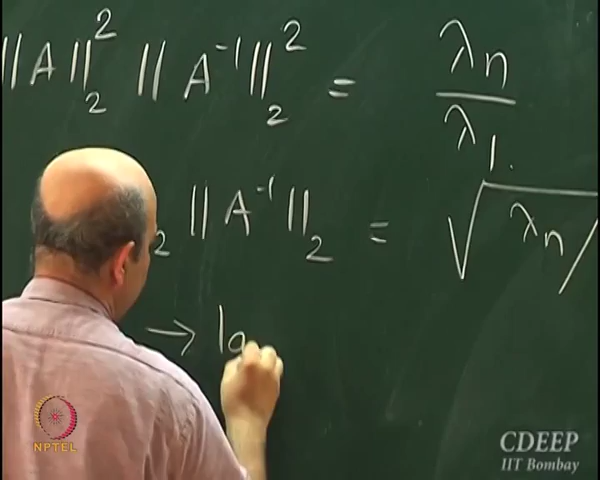 ||A||₂² ||A⁻¹||₂² = λn / λ1.
₂ ||A⁻¹||₂ = √ λn /
→ la
NPTEL
CDEEP
IIT Bombay